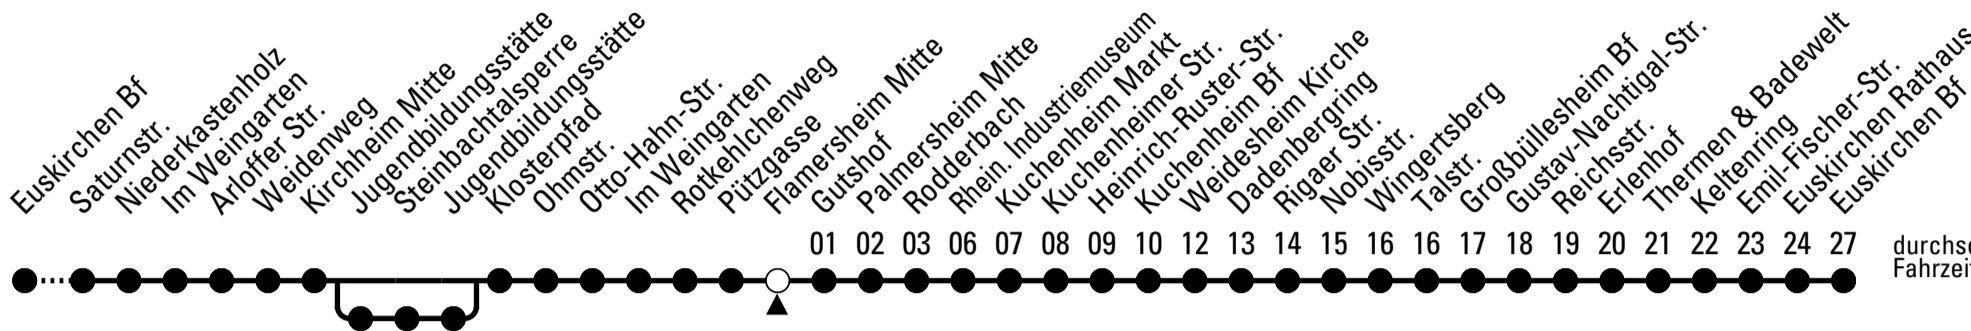 Euskirchen Bf
Saturnstr.
Niederkastenholz
Im Weingarten
Arloffer Str.
Weidenweg
Kirchheim Mitte
Jugendbildungsstätte
Steinbachtalsperre
Jugendbildungsstätte
Klosterpfad
Ohmstr.
Otto-Hahn-Str.
Im Weingarten
Rotkehlchenweg
Pützgasse
Flamersheim Mitte
Gutshof
Palmersheim Mitte
Rodderbach
Rhein. Industriemuseum
Kuchenheim Markt
Kuchenheimer Str.
Heinrich-Ruster-Str.
Kuchenheim Bf
Weidesheim Kirche
Dadenbergring
Rigaer Str.
Nobisstr.
Wingertsberg
Talstr.
Großbüllesheim Bf
Gustav-Nachtigal-Str.
Reichsstr.
Erlenhof
Thermen & Badewelt
Keltenring
Emil-Fischer-Str.
Euskirchen Rathaus
Euskirchen Bf
01 02 03 06 07 08 09 10 12 13 14 15 16 16 17 18 19 20 21 22 23 24 27